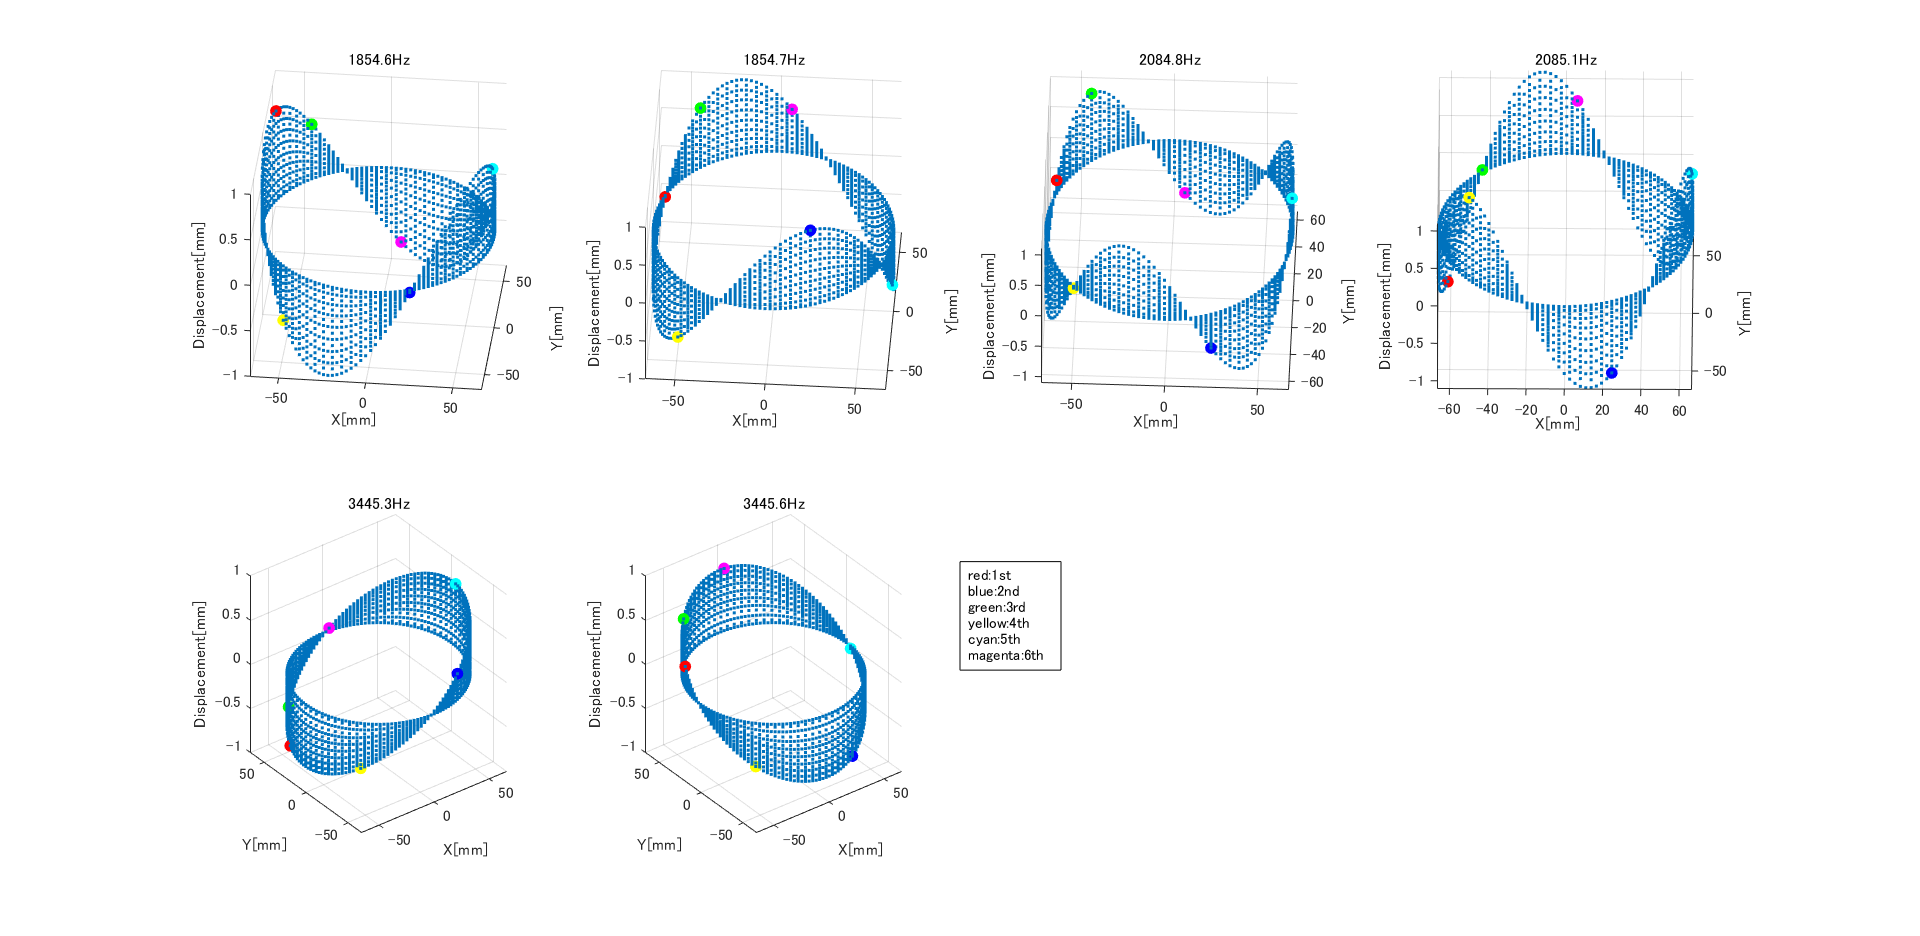 1854.6Hz
1
0.5
0
-0.5
-1
Displacement[mm]
-50
0
50
X[mm]
50
0
-50
Y[mm]
1854.7Hz
1
0.5
0
-0.5
-1
Displacement[mm]
-50
0
50
X[mm]
50
0
-50
Y[mm]
2084.8Hz
1
0.5
0
-0.5
-1
Displacement[mm]
-50
0
50
X[mm]
60
40
20
0
-20
-40
-60
Y[mm]
2085.1Hz
1
0.5
0
-0.5
-1
Displacement[mm]
-60
-40
-20
0
20
40
60
X[mm]
50
0
-50
Y[mm]
3445.3Hz
1
0.5
0
-0.5
-1
Displacement[mm]
50
0
-50
Y[mm]
-50
0
50
X[mm]
3445.6Hz
1
0.5
0
-0.5
-1
Displacement[mm]
50
0
-50
Y[mm]
-50
0
50
X[mm]
red:1st
blue:2nd
green:3rd
yellow:4th
cyan:5th
magenta:6th